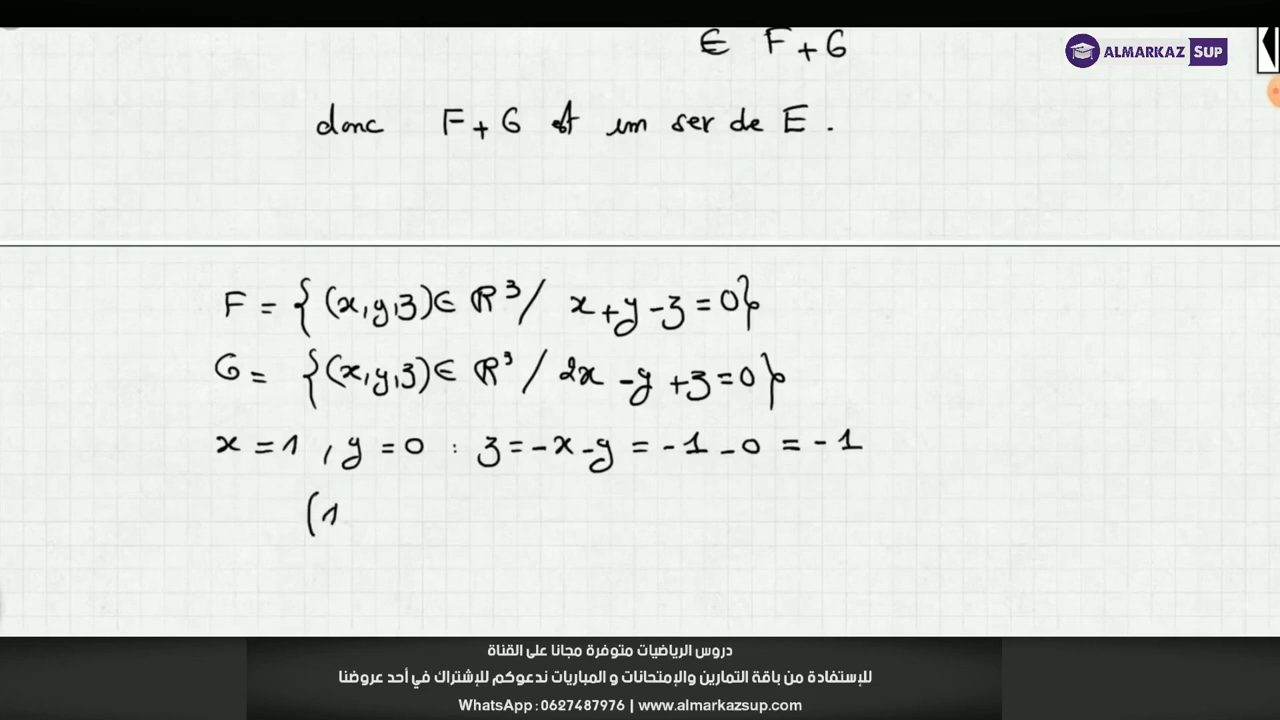 ∈ F + G
ALMARKAZ SUP
donc F + G est un sev de E .
F = { (x, y, z) ∈ ℝ³ / x + y - z = 0 }
G = { (x, y, z) ∈ ℝ³ / 2x - y + z = 0 }
x = 1 , y = 0 : z = -x - y = -1 - 0 = -1
(1
دروس الرياضيات متوفرة مجانا على القناة
للإستفادة من باقة التمارين والإمتحانات و المباريات ندعوكم للإشتراك في أحد عروضنا
WhatsApp : 0627487976 | www.almarkazsup.com